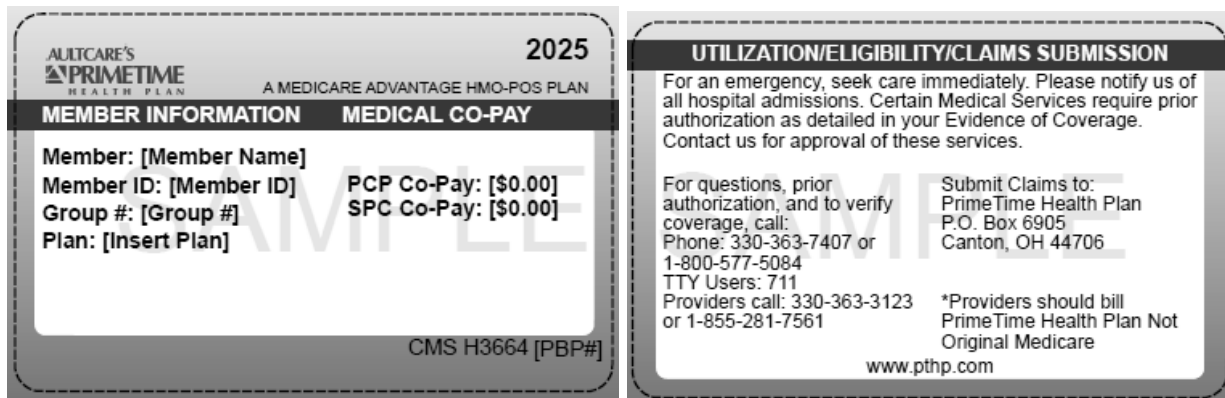 AULTCARE'S
PRIMETIME
HEALTH PLAN
2025
A MEDICARE ADVANTAGE HMO-POS PLAN
MEMBER INFORMATION MEDICAL CO-PAY
SAMPLE
Member: [Member Name]
Member ID: [Member ID] PCP Co-Pay: [$0.00]
Group #: [Group #] SPC Co-Pay: [$0.00]
Plan: [Insert Plan]
CMS H3664 [PBP#]
UTILIZATION/ELIGIBILITY/CLAIMS SUBMISSION
For an emergency, seek care immediately. Please notify us of
all hospital admissions. Certain Medical Services require prior
authorization as detailed in your Evidence of Coverage.
Contact us for approval of these services.
SAMPLE
For questions, prior
authorization, and to verify
coverage, call:
Phone: 330-363-7407 or
1-800-577-5084
TTY Users: 711
Providers call: 330-363-3123
or 1-855-281-7561
Submit Claims to:
PrimeTime Health Plan
P.O. Box 6905
Canton, OH 44706
*Providers should bill
PrimeTime Health Plan Not
Original Medicare
www.pthp.com